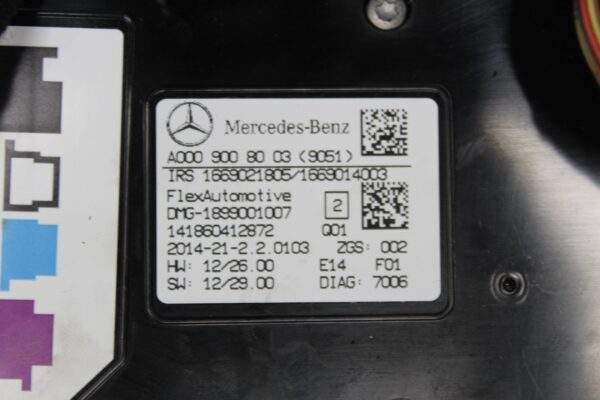 Mercedes-Benz
A000 900 80 03 (9051)
IRS 1669021805/1669014003
FlexAutomotive
DMG-1899001007
2
141860412872
Q01
2014-21-2.2.0103 ZGS: 002
HW: 12/26.00 E14 F01
SW: 12/29.00 DIAG: 7006